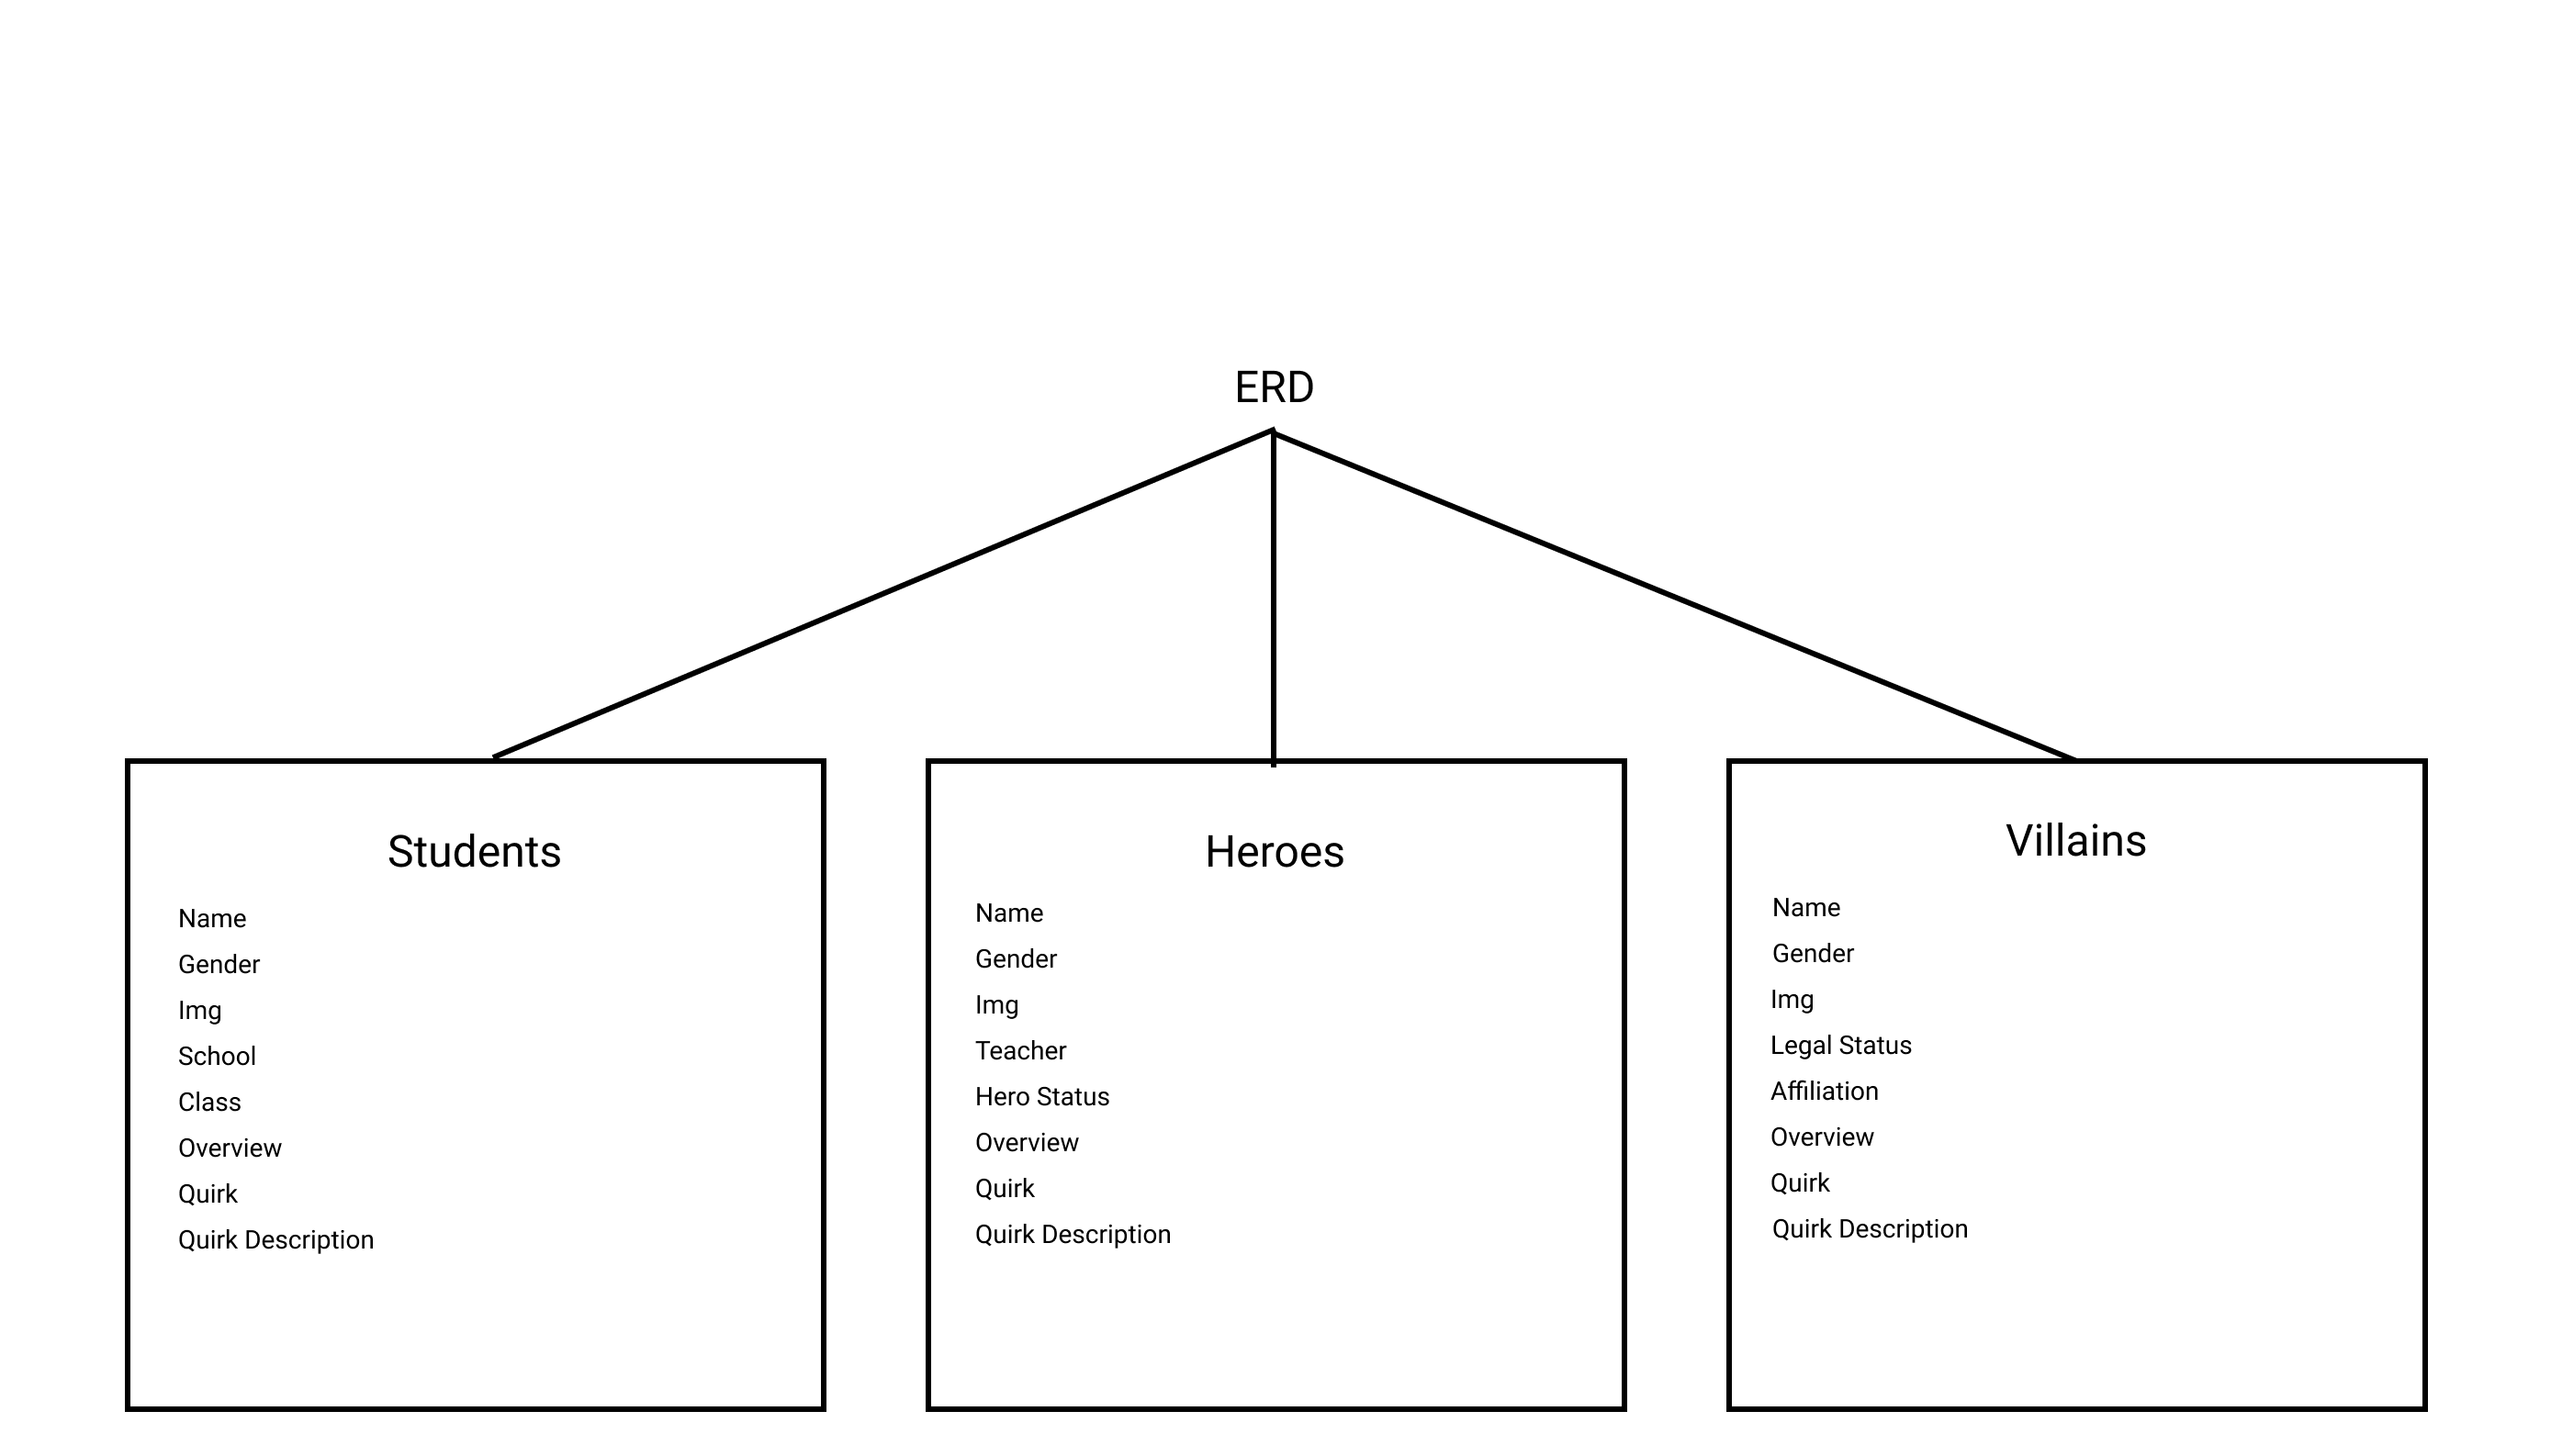 ERD
Students
Name
Gender
Img
School
Class
Overview
Quirk
Quirk Description
Heroes
Name
Gender
Img
Teacher
Hero Status
Overview
Quirk
Quirk Description
Villains
Name
Gender
Img
Legal Status
Affiliation
Overview
Quirk
Quirk Description